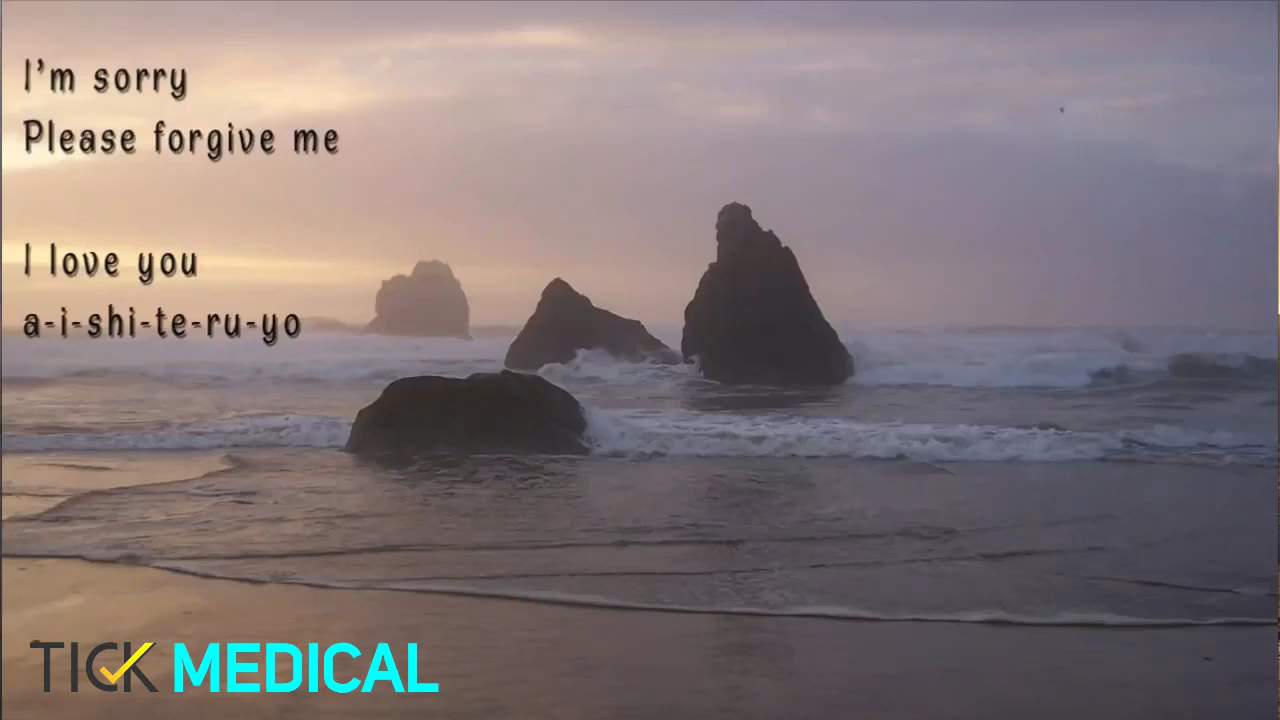 I'm sorry
Please forgive me
I love you
a-i-shi-te-ru-yo
TICK MEDICAL